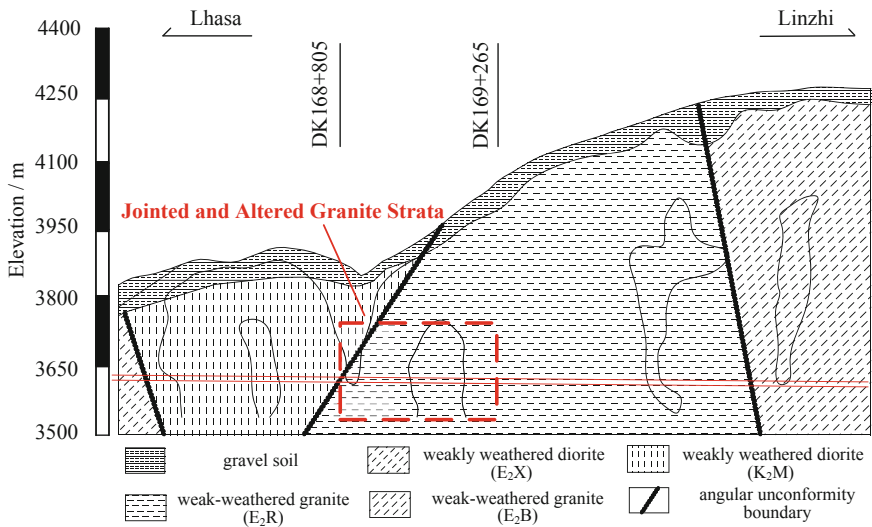 Lhasa
Linzhi
4400
4250
4100
3950
3800
3650
3500
Elevation / m
DK168+805
DK169+265
Jointed and Altered Granite Strata
gravel soil
weakly weathered diorite
(E₂X)
weakly weathered diorite
(K₂M)
weak-weathered granite
(E₂R)
weak-weathered granite
(E₂B)
angular unconformity
boundary